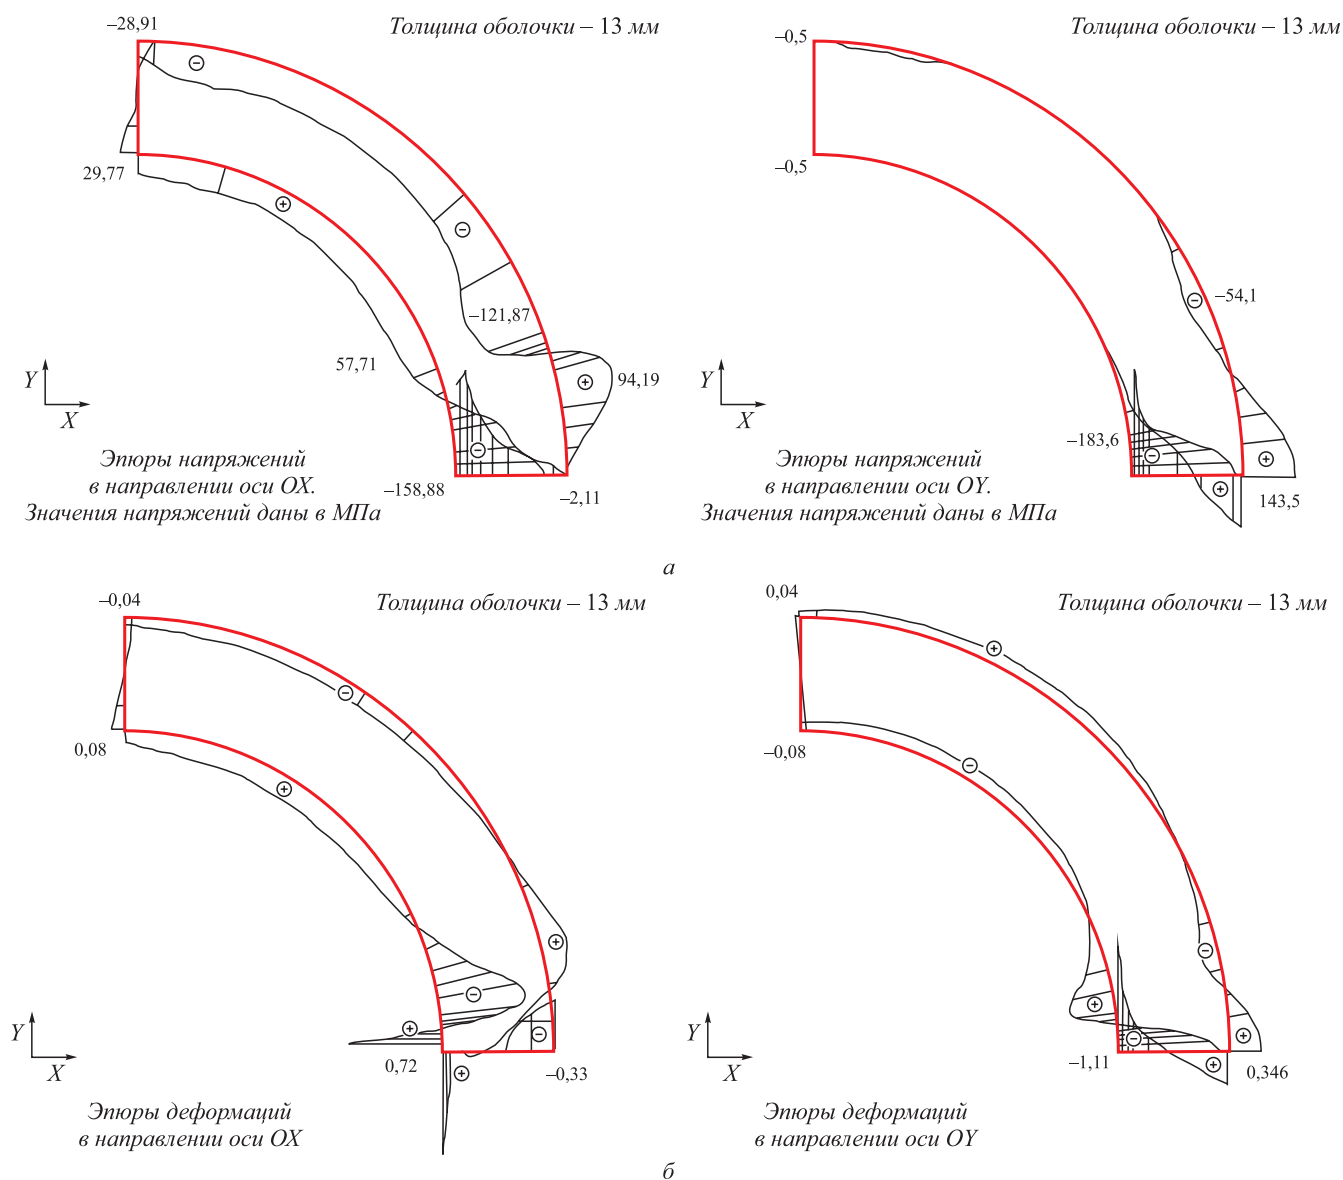 –28,91
Толщина оболочки – 13 мм
29,77
–121,87
57,71
94,19
Y
X
Эпюры напряжений
в направлении оси OX.
Значения напряжений даны в МПа
–158,88
–2,11
–0,5
Толщина оболочки – 13 мм
–0,5
–54,1
Y
X
–183,6
Эпюры напряжений
в направлении оси OY.
Значения напряжений даны в МПа
143,5
а
–0,04
Толщина оболочки – 13 мм
0,08
Y
X
0,72
–0,33
Эпюры деформаций
в направлении оси OX
0,04
Толщина оболочки – 13 мм
–0,08
Y
X
–1,11
0,346
Эпюры деформаций
в направлении оси OY
б